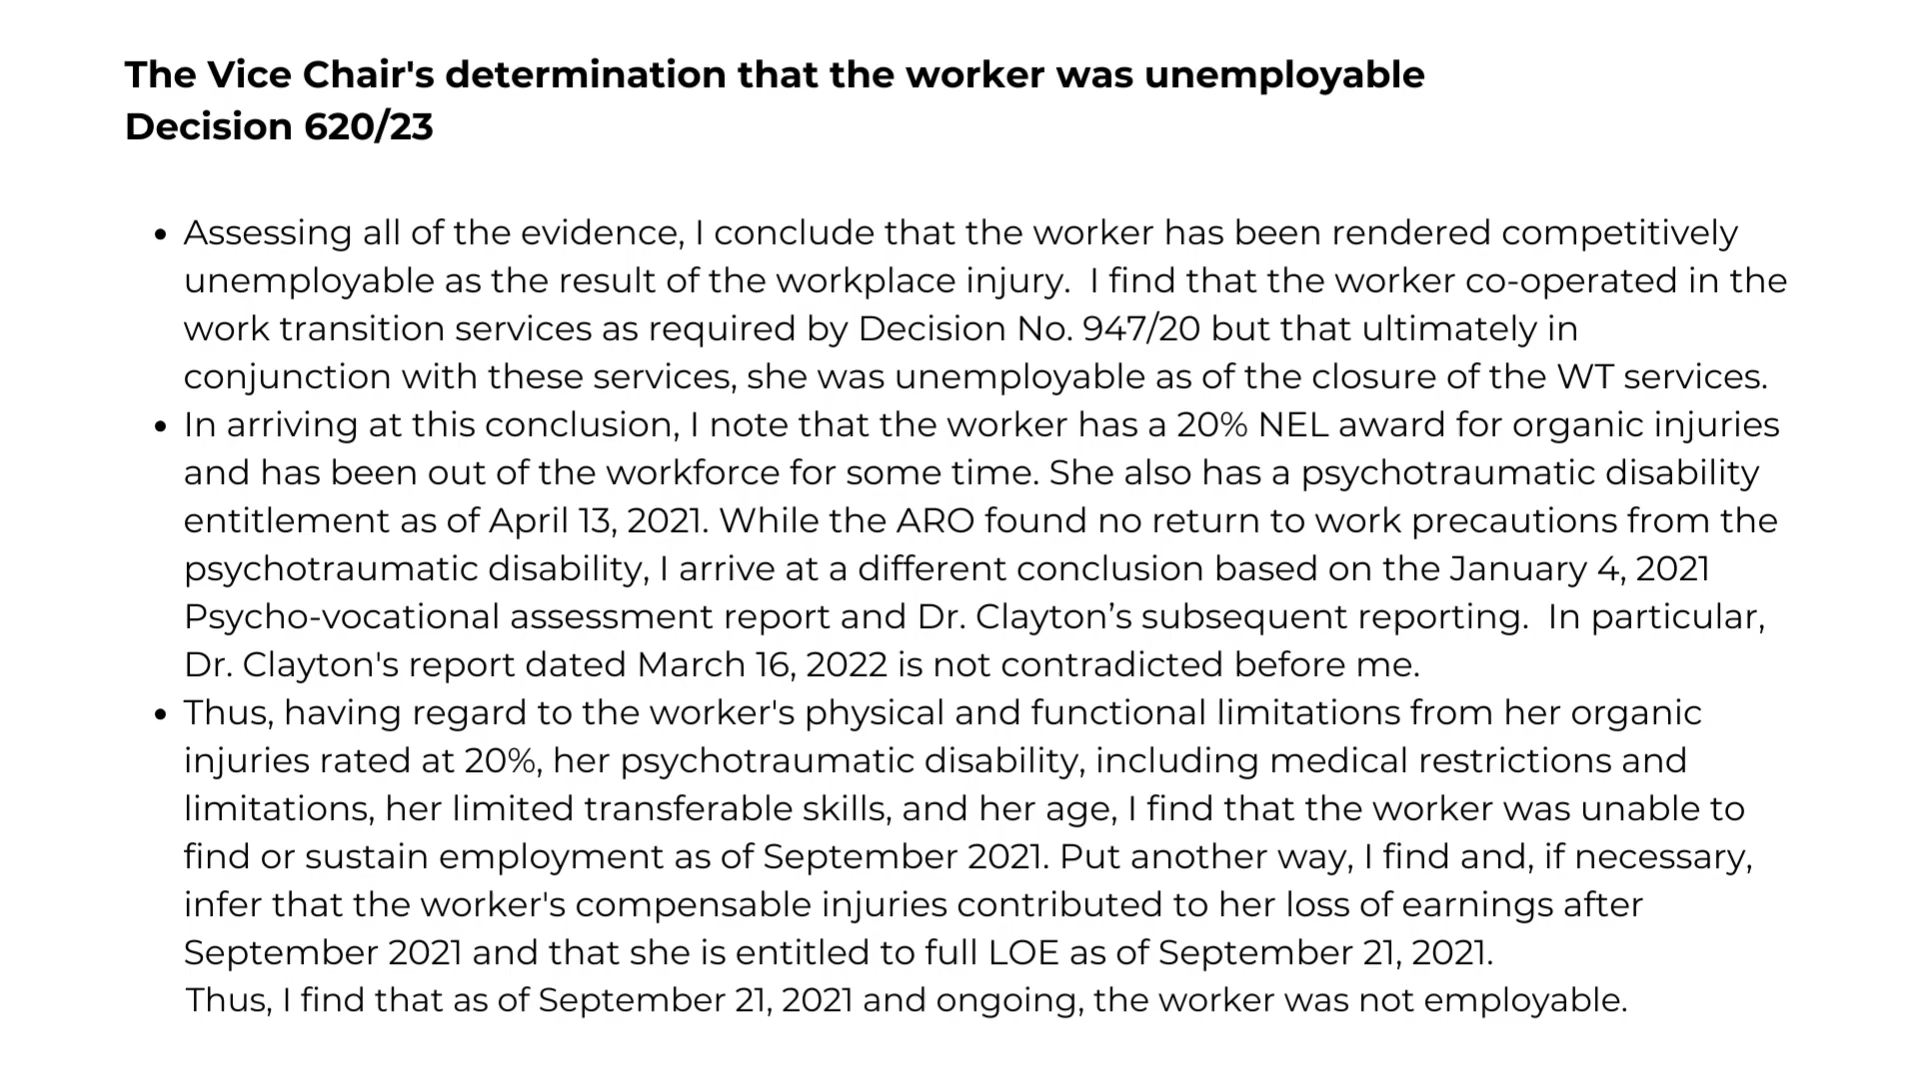 The Vice Chair's determination that the worker was unemployable
Decision 620/23
• Assessing all of the evidence, I conclude that the worker has been rendered competitively
unemployable as the result of the workplace injury.  I find that the worker co-operated in the
work transition services as required by Decision No. 947/20 but that ultimately in
conjunction with these services, she was unemployable as of the closure of the WT services.
• In arriving at this conclusion, I note that the worker has a 20% NEL award for organic injuries
and has been out of the workforce for some time. She also has a psychotraumatic disability
entitlement as of April 13, 2021. While the ARO found no return to work precautions from the
psychotraumatic disability, I arrive at a different conclusion based on the January 4, 2021
Psycho-vocational assessment report and Dr. Clayton’s subsequent reporting.  In particular,
Dr. Clayton's report dated March 16, 2022 is not contradicted before me.
• Thus, having regard to the worker's physical and functional limitations from her organic
injuries rated at 20%, her psychotraumatic disability, including medical restrictions and
limitations, her limited transferable skills, and her age, I find that the worker was unable to
find or sustain employment as of September 2021. Put another way, I find and, if necessary,
infer that the worker's compensable injuries contributed to her loss of earnings after
September 2021 and that she is entitled to full LOE as of September 21, 2021.
Thus, I find that as of September 21, 2021 and ongoing, the worker was not employable.